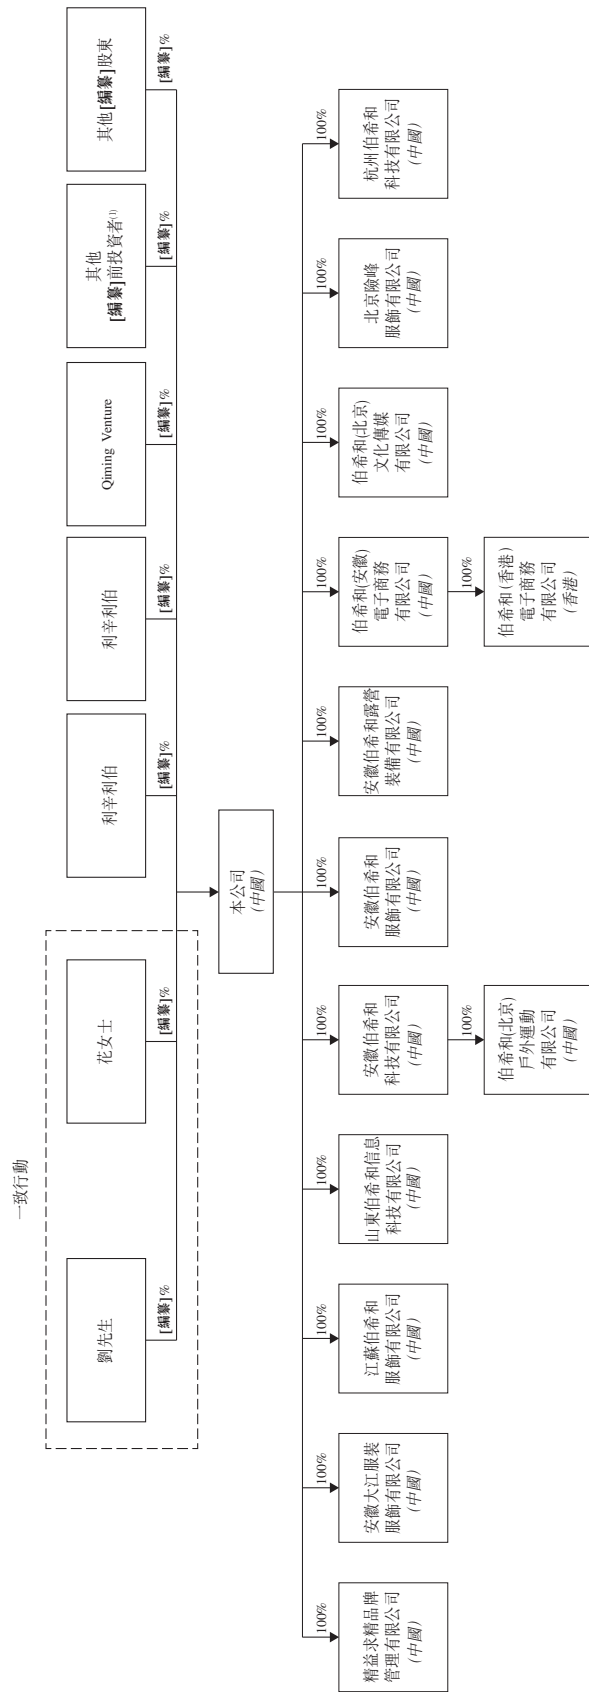 一致行動
劉先生
花女士
利辛利伯
利辛利伯
Qiming Venture
其他
[編纂]前投資者(1)
其他[編纂]股東
[編纂]%
[編纂]%
[編纂]%
[編纂]%
[編纂]%
[編纂]%
[編纂]%
本公司
(中國)
100%
100%
100%
100%
100%
100%
100%
100%
100%
100%
精益求精品牌
管理有限公司
(中國)
安徽大江服裝
服飾有限公司
(中國)
江蘇伯希和
服飾有限公司
(中國)
山東伯希和信息
科技有限公司
(中國)
安徽伯希和
科技有限公司
(中國)
安徽伯希和
服飾有限公司
(中國)
安徽伯希和露營
裝備有限公司
(中國)
伯希和(安徽)
電子商務
有限公司
(中國)
伯希和(北京)
文化傳媒
有限公司
(中國)
北京險峰
服飾有限公司
(中國)
杭州伯希和
科技有限公司
(中國)
100%
100%
100%
伯希和(北京)
戶外運動
有限公司
(中國)
伯希和(香港)
電子商務
有限公司
(香港)